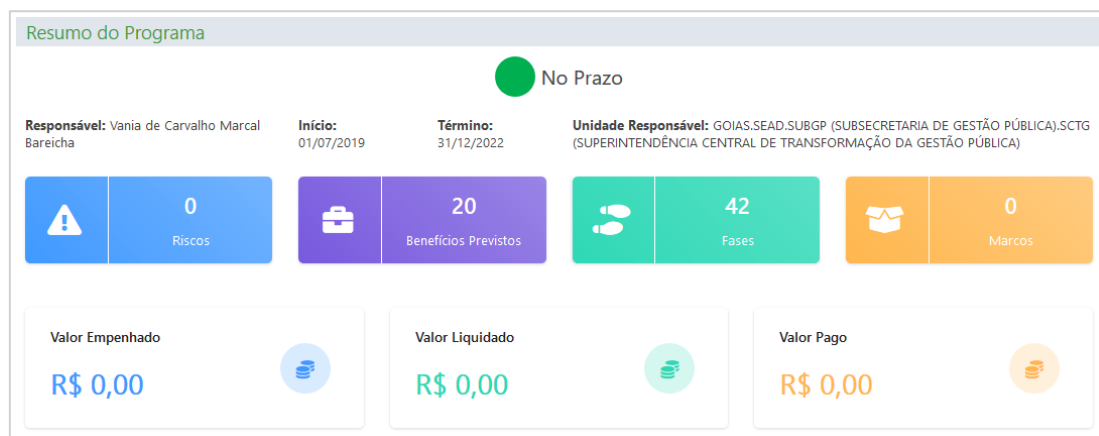 Resumo do Programa
No Prazo
Responsável: Vania de Carvalho Marcal
Bareicha
Início:
01/07/2019
Término:
31/12/2022
Unidade Responsável: GOIAS.SEAD.SUBGP (SUBSECRETARIA DE GESTÃO PÚBLICA).SCTG
(SUPERINTENDÊNCIA CENTRAL DE TRANSFORMAÇÃO DA GESTÃO PÚBLICA)
0
Riscos
20
Benefícios Previstos
42
Fases
0
Marcos
Valor Empenhado
R$ 0,00
Valor Liquidado
R$ 0,00
Valor Pago
R$ 0,00